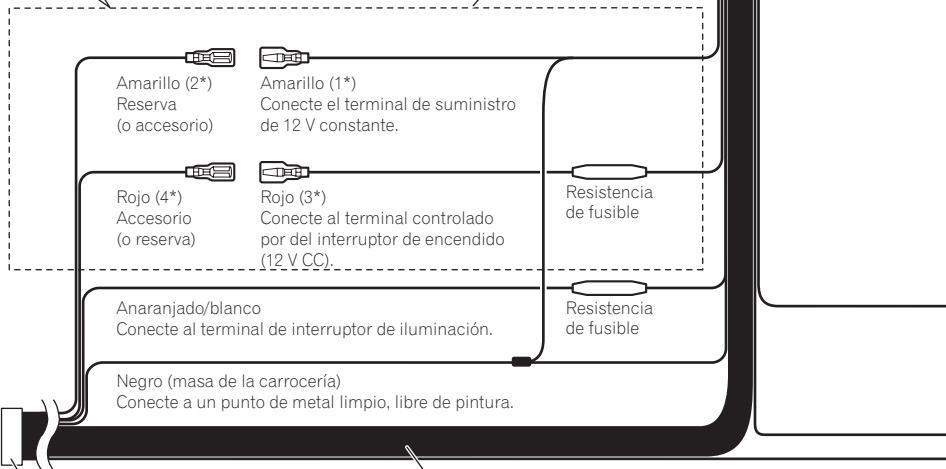 Amarillo (2*)
Reserva
(o accesorio)
Amarillo (1*)
Conecte el terminal de suministro
de 12 V constante.
Rojo (4*)
Accesorio
(o reserva)
Rojo (3*)
Conecte al terminal controlado
por del interruptor de encendido
(12 V CC).
Resistencia
de fusible
Anaranjado/blanco
Conecte al terminal de interruptor de iluminación.
Resistencia
de fusible
Negro (masa de la carrocería)
Conecte a un punto de metal limpio, libre de pintura.